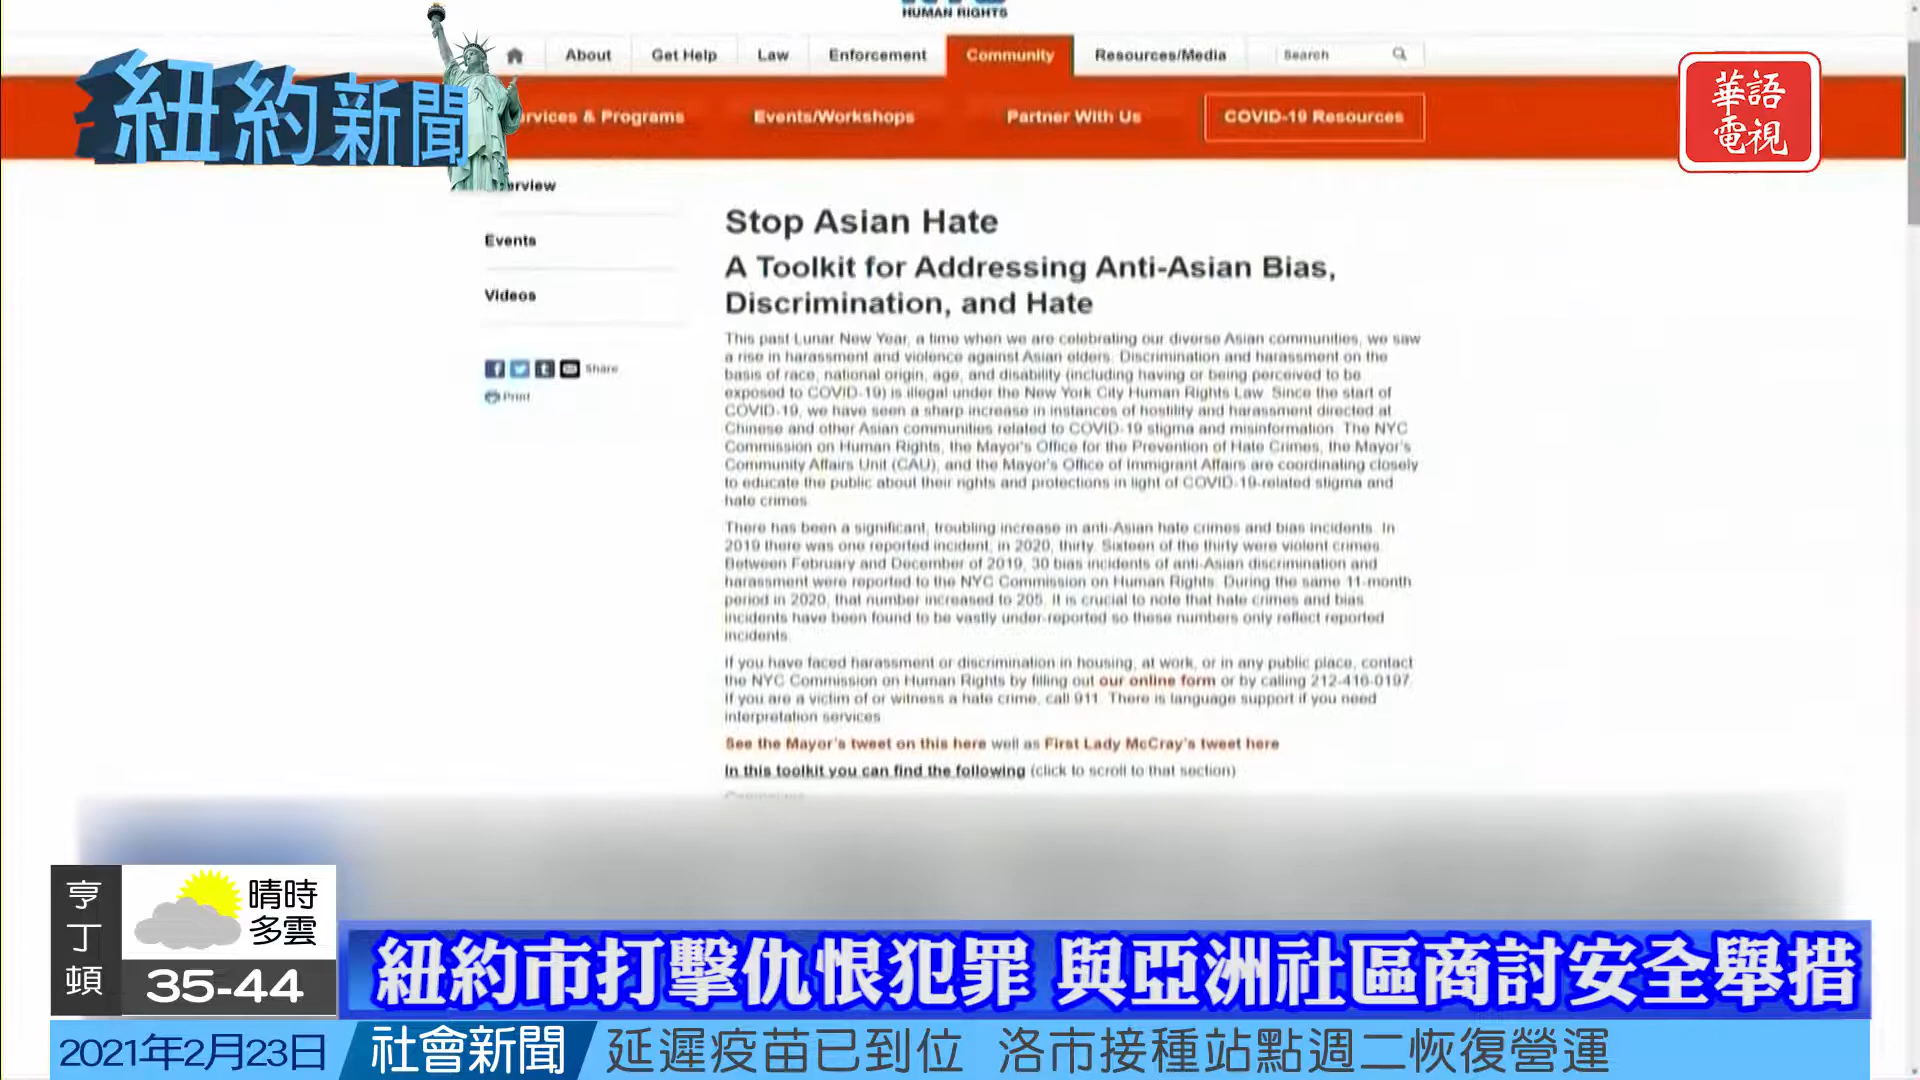 HUMAN RIGHTS
About Get Help Law Enforcement Community Resources/Media Search
紐約新聞
華語
電視
rvices & Programs Events/Workshops Partner With Us COVID-19 Resources
erview
Events
Videos
Share
Print
Stop Asian Hate
A Toolkit for Addressing Anti-Asian Bias,
Discrimination, and Hate
This past Lunar New Year, a time when we are celebrating our diverse Asian communities, we saw
a rise in harassment and violence against Asian elders. Discrimination and harassment on the
basis of race, national origin, age, and disability (including having or being perceived to be
exposed to COVID-19) is illegal under the New York City Human Rights Law. Since the start of
COVID-19, we have seen a sharp increase in instances of hostility and harassment directed at
Chinese and other Asian communities related to COVID-19 stigma and misinformation. The NYC
Commission on Human Rights, the Mayor's Office for the Prevention of Hate Crimes, the Mayor's
Community Affairs Unit (CAU), and the Mayor's Office of Immigrant Affairs are coordinating closely
to educate the public about their rights and protections in light of COVID-19-related stigma and
hate crimes.
There has been a significant, troubling increase in anti-Asian hate crimes and bias incidents. In
2019 there was one reported incident, in 2020, thirty. Sixteen of the thirty were violent crimes.
Between February and December of 2019, 30 bias incidents of anti-Asian discrimination and
harassment were reported to the NYC Commission on Human Rights. During the same 11-month
period in 2020, that number increased to 205. It is crucial to note that hate crimes and bias
incidents have been found to be vastly under-reported so these numbers only reflect reported
incidents.
If you have faced harassment or discrimination in housing, at work, or in any public place, contact
the NYC Commission on Human Rights by filling out our online form or by calling 212-416-0197.
If you are a victim of or witness a hate crime, call 911. There is language support if you need
interpretation services.
See the Mayor's tweet on this here well as First Lady McCray's tweet here
In this toolkit you can find the following (click to scroll to that section)
亨丁頓
晴時
多雲
35-44
紐約市打擊仇恨犯罪 與亞洲社區商討安全舉措
2021年2月23日 社會新聞 延遲疫苗已到位 洛市接種站點週二恢復營運